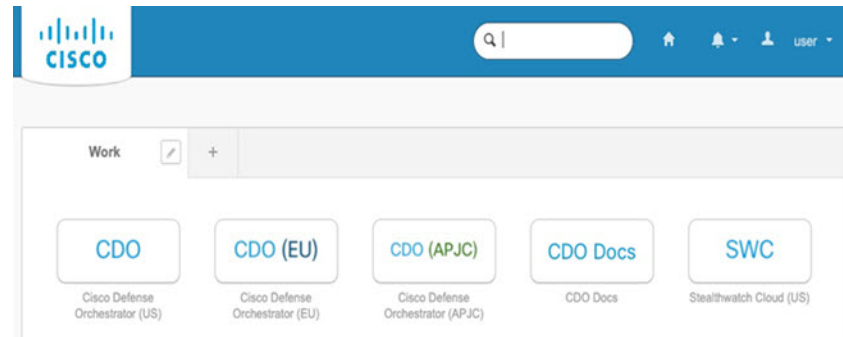 CISCO
user
Work
+
CDO
CDO (EU)
CDO (APJC)
CDO Docs
SWC
Cisco Defense
Orchestrator (US)
Cisco Defense
Orchestrator (EU)
Cisco Defense
Orchestrator (APJC)
CDO Docs
Stealthwatch Cloud (US)